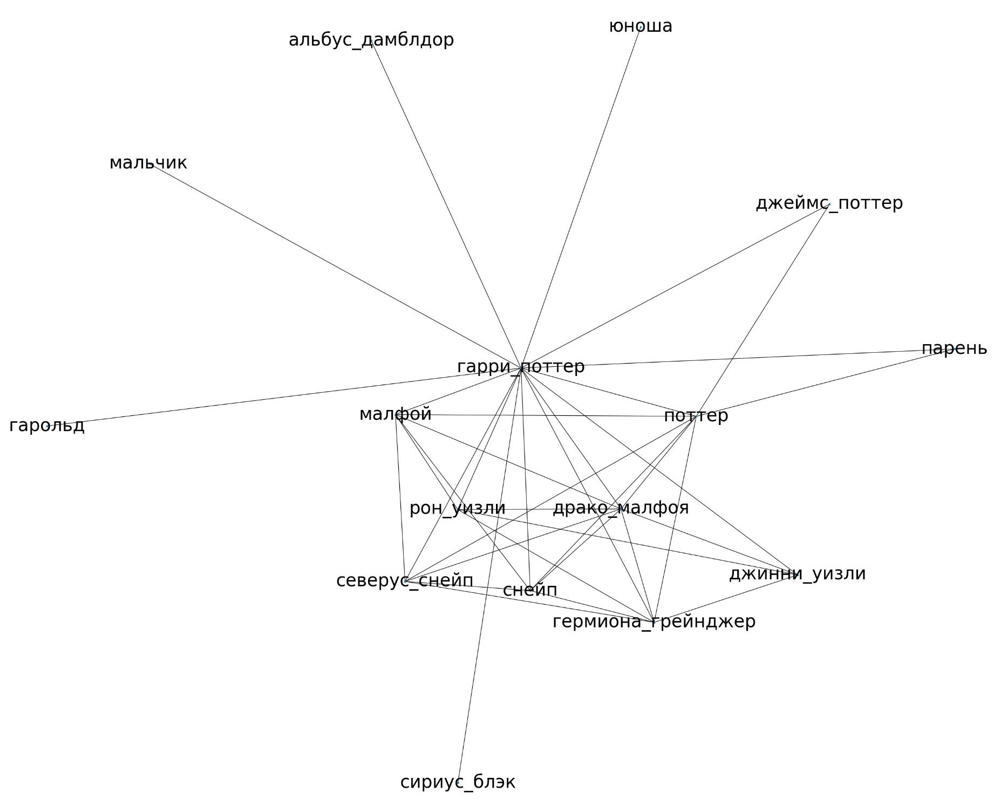 юноша
альбус_дамблдор
мальчик
джеймс_поттер
парень
гарри_поттер
малфой
поттер
гарольд
рон_уизли
драко_малфоя
джинни_уизли
северус_снейп
снейп
гермиона_грейнджер
сириус_блэк